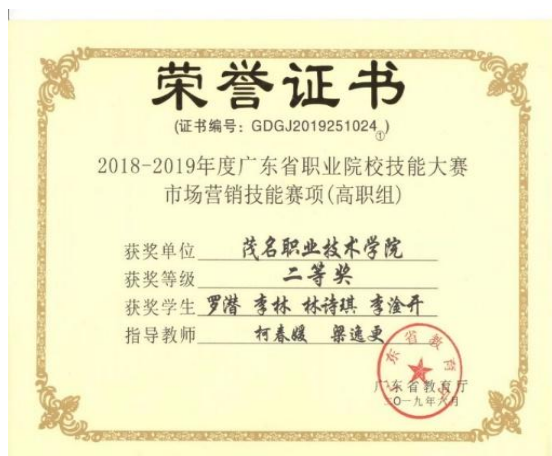 荣誉证书
(证书编号：GDGJ2019251024①)
2018-2019年度广东省职业院校技能大赛
市场营销技能赛项(高职组)
获奖单位 茂名职业技术学院
获奖等级 二等奖
获奖学生 罗潜 李林 林诗琪 李淦开
指导教师 柯春媛 梁逸更
广东省教育厅
二〇一九年六月